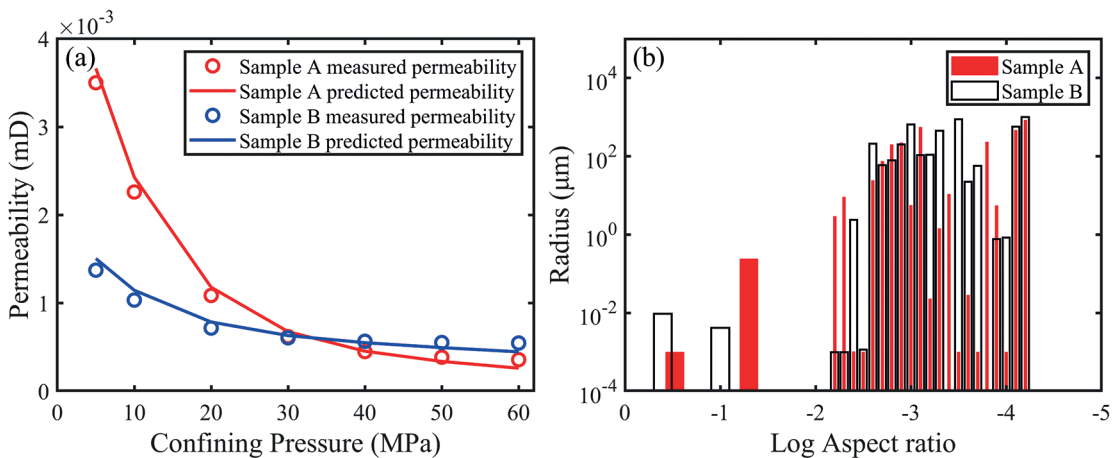 ×10⁻³
(a)
Sample A measured permeability
Sample A predicted permeability
Sample B measured permeability
Sample B predicted permeability
4
3
2
1
0
Permeability (mD)
0 10 20 30 40 50 60
Confining Pressure (MPa)
(b)
Sample A
Sample B
10⁴
10²
10⁰
10⁻²
10⁻⁴
Radius (μm)
0 -1 -2 -3 -4 -5
Log Aspect ratio